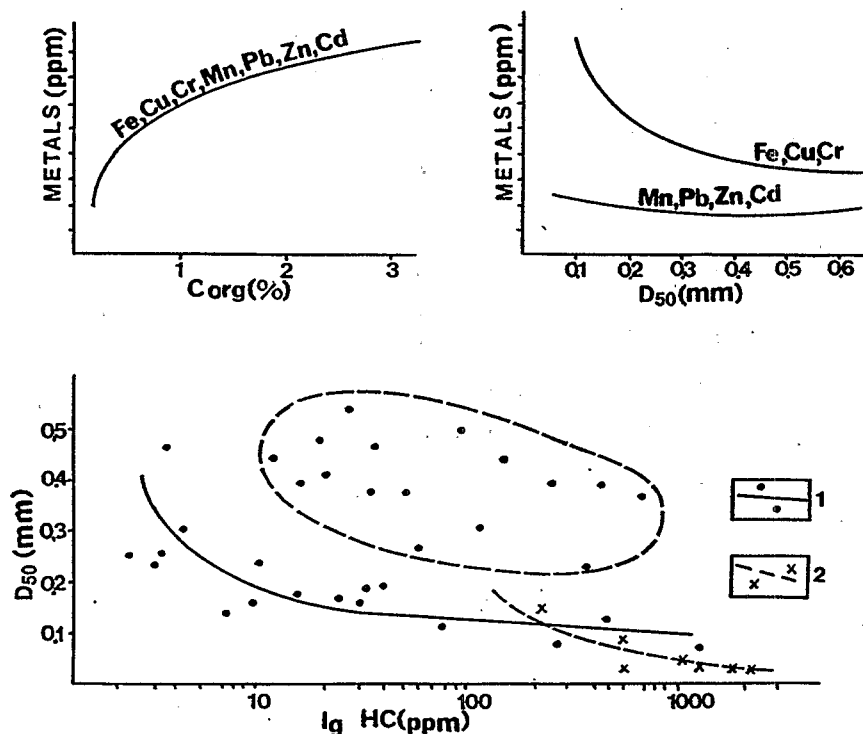 METALS (ppm)
Fe,Cu,Cr,Mn,Pb,Zn,Cd
1 2 3
Corg(%)
METALS (ppm)
Fe,Cu,Cr
Mn,Pb,Zn,Cd
0.1 0.2 0.3 0.4 0.5 0.6
D50(mm)
D50(mm)
0.5
0.4
0.3
0.2
0.1
10 100 1000
lg HC(ppm)
1
2